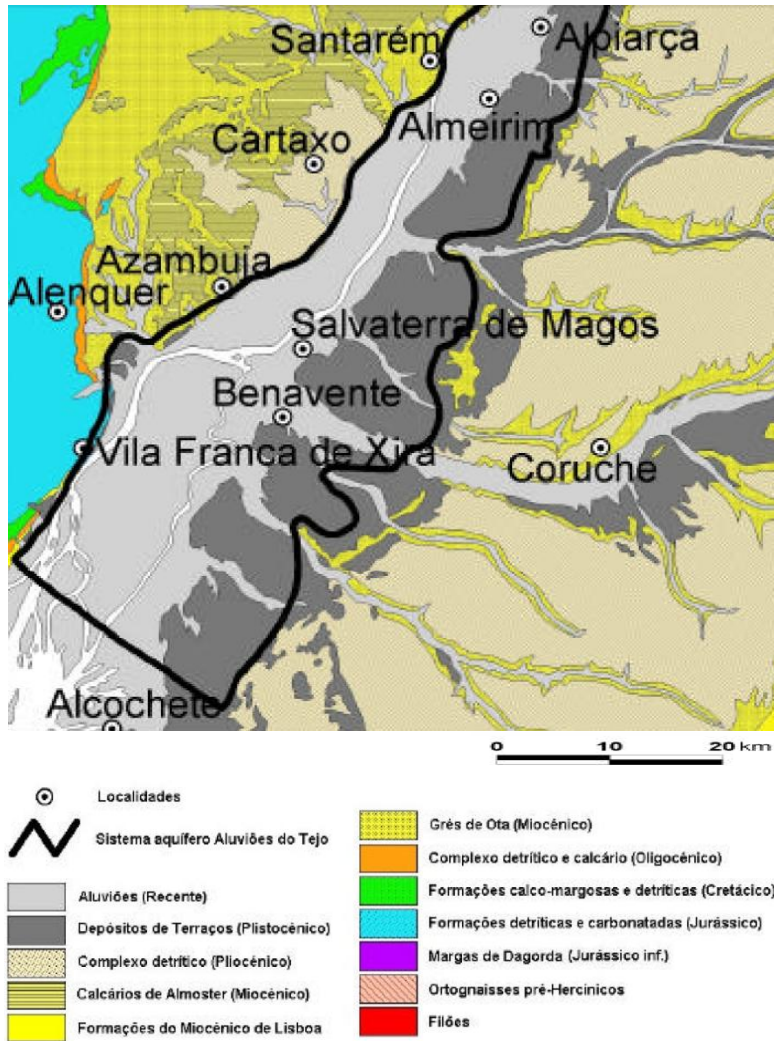 Santarém
Alpiarça
Almeirim
Cartaxo
Azambuja
Alenquer
Salvaterra de Magos
Benavente
Vila Franca de Xira
Coruche
Alcochete
0 10 20 km
Localidades
Sistema aquífero Aluviões do Tejo
Aluviões (Recente)
Depósitos de Terraços (Plistocénico)
Complexo detrítico (Pliocénico)
Calcários de Almoster (Miocénico)
Formações do Miocénico de Lisboa
Grés de Ota (Miocénico)
Complexo detrítico e calcário (Oligocénico)
Formações calco-margosas e detríticas (Cretácico)
Formações detríticas e carbonatadas (Jurássico)
Margas de Dagorda (Jurássico inf.)
Ortognaisses pré-Hercínicos
Filões